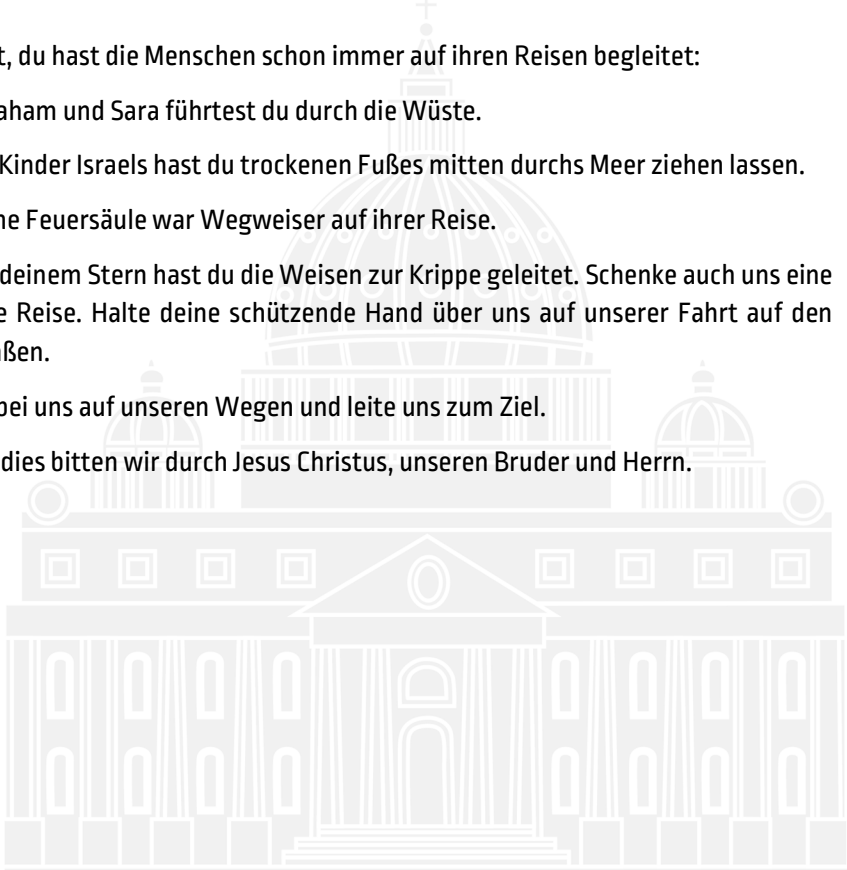 t, du hast die Menschen schon immer auf ihren Reisen begleitet:
aham und Sara führtest du durch die Wüste.
Kinder Israels hast du trockenen Fußes mitten durchs Meer ziehen lassen.
ne Feuersäule war Wegweiser auf ihrer Reise.
deinem Stern hast du die Weisen zur Krippe geleitet. Schenke auch uns eine
e Reise. Halte deine schützende Hand über uns auf unserer Fahrt auf den
aßen.
bei uns auf unseren Wegen und leite uns zum Ziel.
dies bitten wir durch Jesus Christus, unseren Bruder und Herrn.